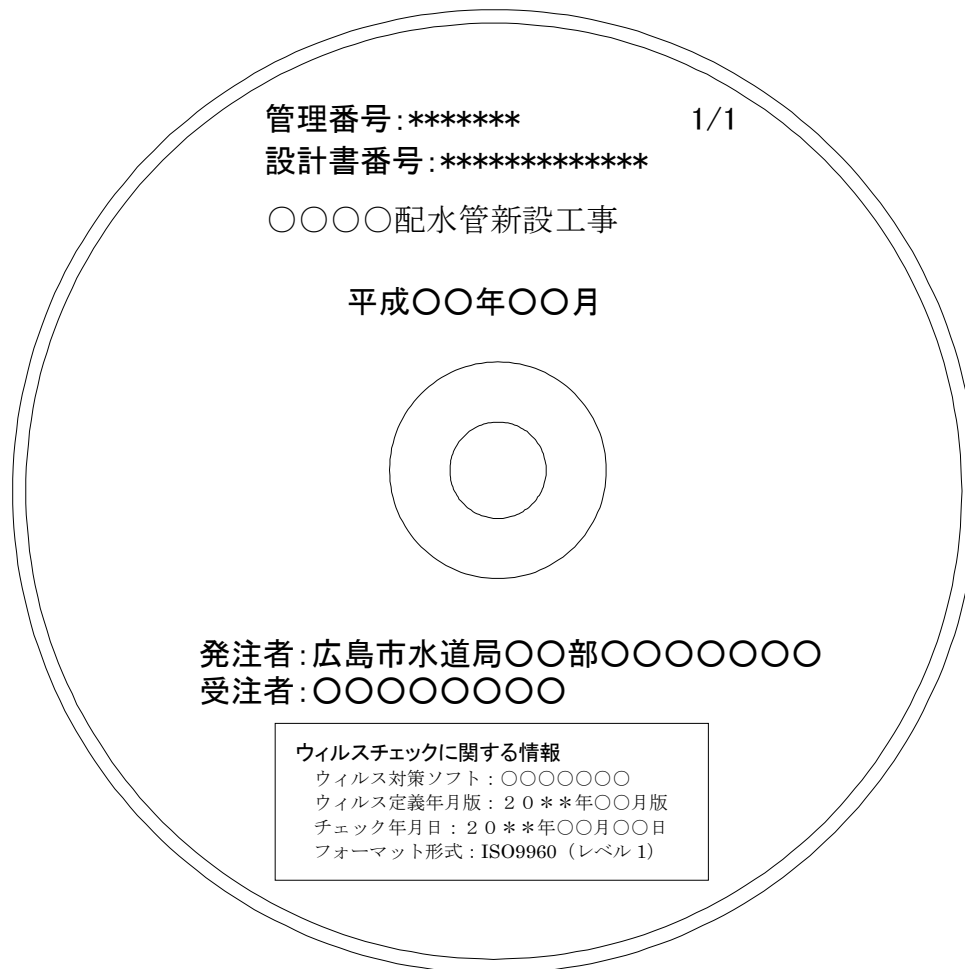 管理番号:******* 1/1
設計書番号:*************
○○○○配水管新設工事
平成○○年○○月
発注者:広島市水道局○○部○○○○○○○
受注者:○○○○○○○○
ウィルスチェックに関する情報
ウィルス対策ソフト:○○○○○○○
ウィルス定義年月版:20**年○○月版
チェック年月日:20**年○○月○○日
フォーマット形式:ISO9960(レベル1)